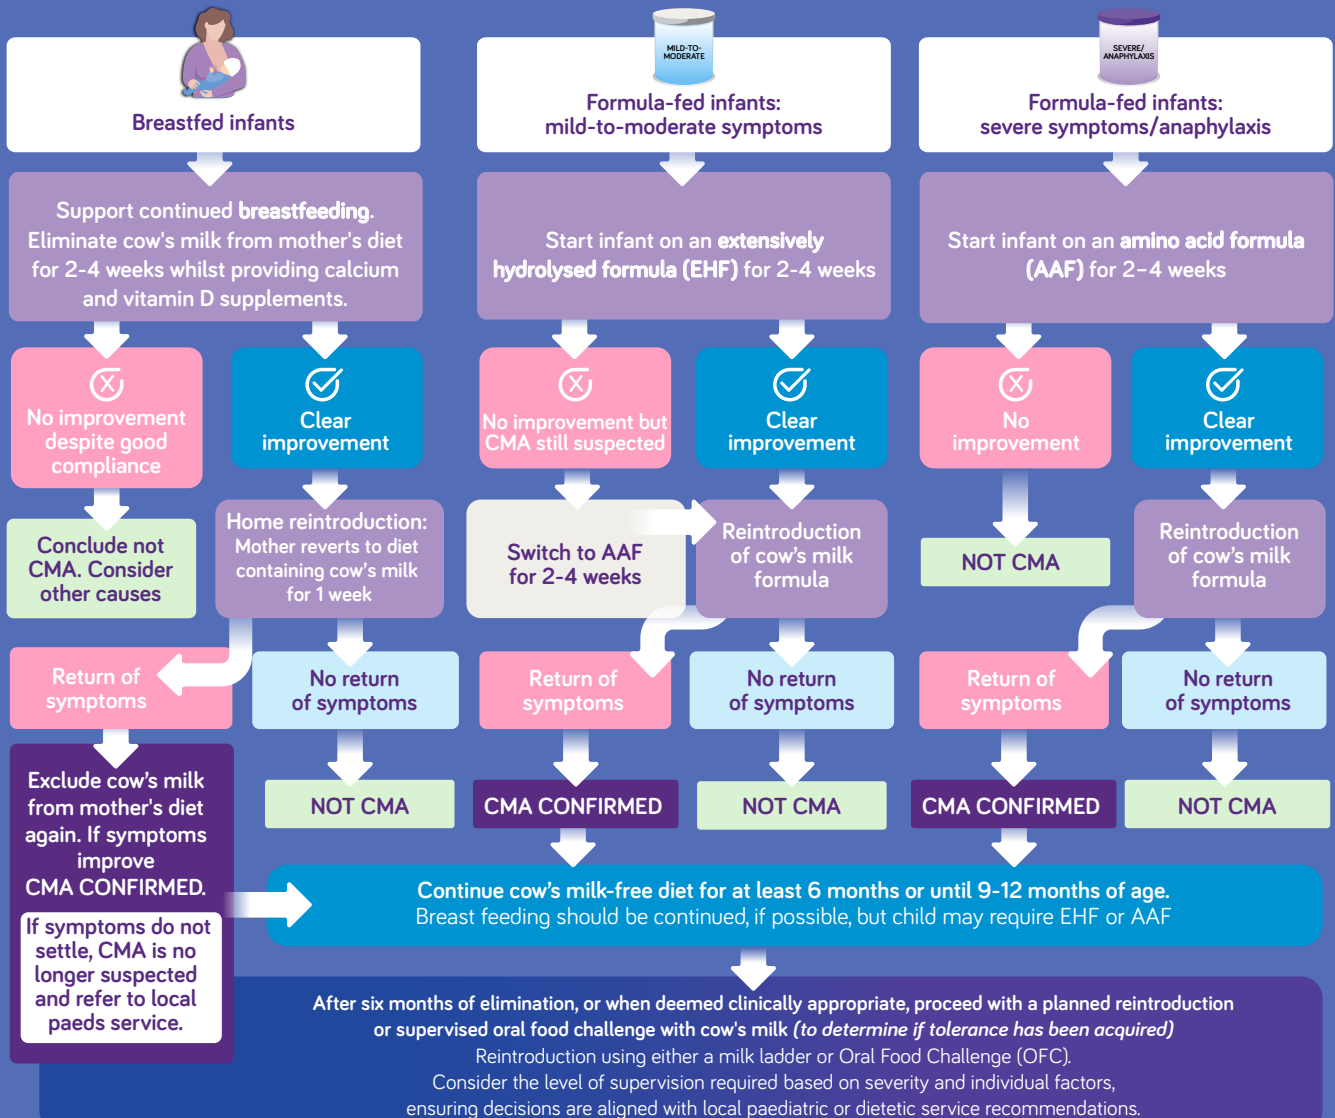 MILD-TO-
MODERATE
SEVERE/
ANAPHYLAXIS
Breastfed infants
Formula-fed infants:
mild-to-moderate symptoms
Formula-fed infants:
severe symptoms/anaphylaxis
Support continued breastfeeding.
Eliminate cow's milk from mother's diet
for 2-4 weeks whilst providing calcium
and vitamin D supplements.
Start infant on an extensively
hydrolysed formula (EHF) for 2-4 weeks
Start infant on an amino acid formula
(AAF) for 2–4 weeks
No improvement
despite good
compliance
Clear
improvement
No improvement but
CMA still suspected
Clear
improvement
No
improvement
Clear
improvement
Conclude not
CMA. Consider
other causes
Home reintroduction:
Mother reverts to diet
containing cow's milk
for 1 week
Switch to AAF
for 2-4 weeks
Reintroduction
of cow's milk
formula
NOT CMA
Reintroduction
of cow's milk
formula
Return of
symptoms
No return
of symptoms
Return of
symptoms
No return
of symptoms
Return of
symptoms
No return
of symptoms
Exclude cow's milk
from mother's diet
again. If symptoms
improve
CMA CONFIRMED.
If symptoms do not
settle, CMA is no
longer suspected
and refer to local
paeds service.
NOT CMA
CMA CONFIRMED
NOT CMA
CMA CONFIRMED
NOT CMA
Continue cow's milk-free diet for at least 6 months or until 9-12 months of age.
Breast feeding should be continued, if possible, but child may require EHF or AAF
After six months of elimination, or when deemed clinically appropriate, proceed with a planned reintroduction
or supervised oral food challenge with cow's milk (to determine if tolerance has been acquired)
Reintroduction using either a milk ladder or Oral Food Challenge (OFC).
Consider the level of supervision required based on severity and individual factors,
ensuring decisions are aligned with local paediatric or dietetic service recommendations.